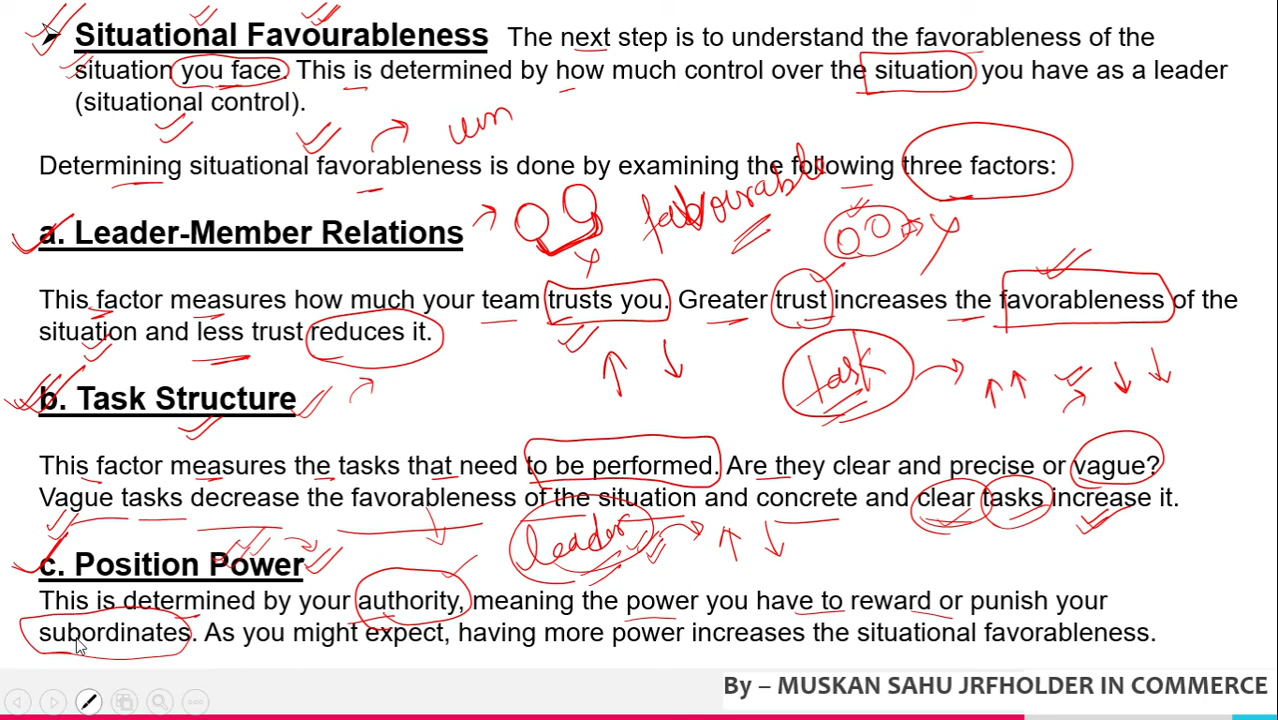 Situational Favourableness The next step is to understand the favorableness of the
situation you face. This is determined by how much control over the situation you have as a leader
(situational control).
Determining situational favorableness is done by examining the following three factors:
favourable
a. Leader-Member Relations
This factor measures how much your team trusts you. Greater trust increases the favorableness of the
situation and less trust reduces it.
task
b. Task Structure
This factor measures the tasks that need to be performed. Are they clear and precise or vague?
Vague tasks decrease the favorableness of the situation and concrete and clear tasks increase it.
leader
c. Position Power
This is determined by your authority, meaning the power you have to reward or punish your
subordinates. As you might expect, having more power increases the situational favorableness.
By – MUSKAN SAHU JRFHOLDER IN COMMERCE